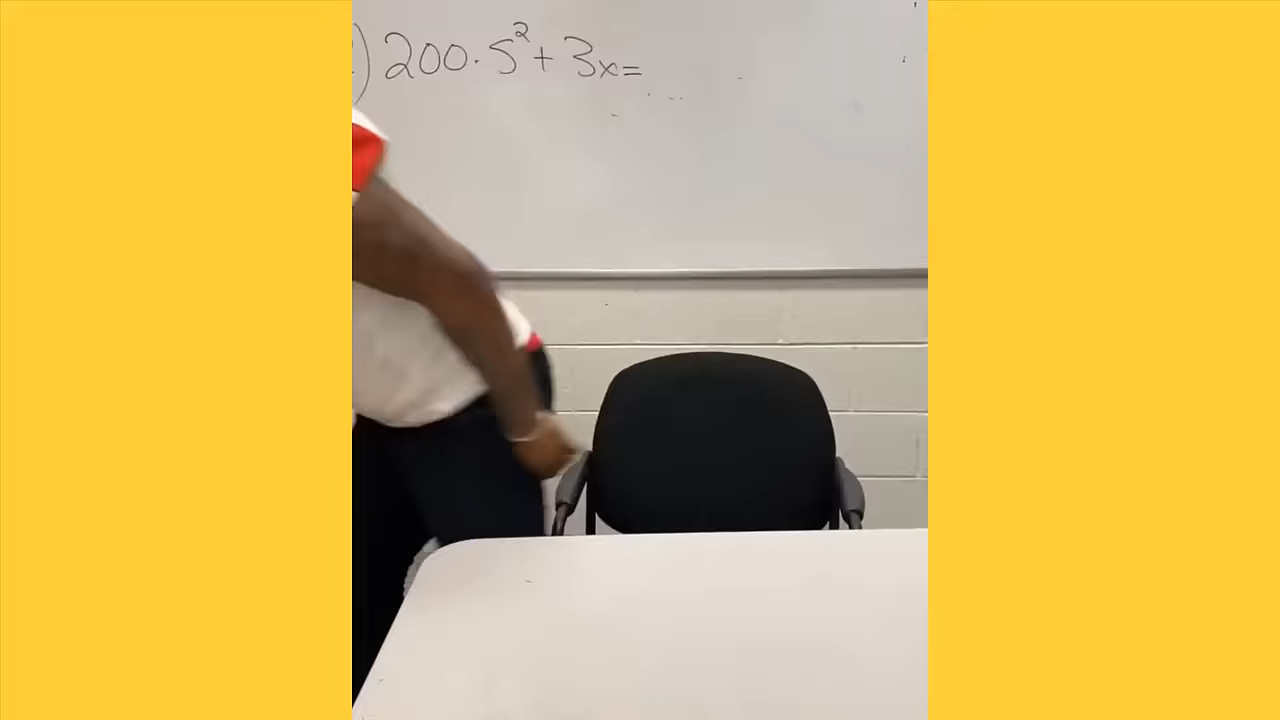 ) 200 · 5² + 3x =